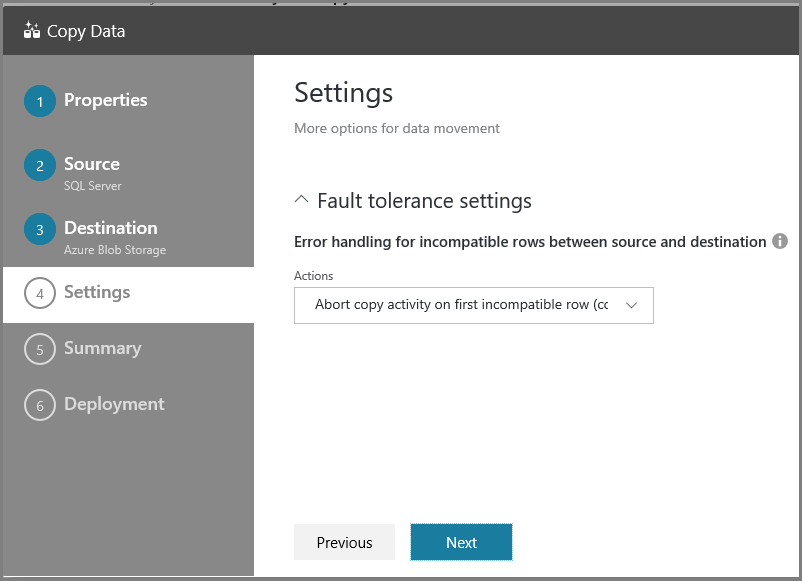 Copy Data
1 Properties
2 Source
SQL Server
3 Destination
Azure Blob Storage
4 Settings
5 Summary
6 Deployment
Settings
More options for data movement
Fault tolerance settings
Error handling for incompatible rows between source and destination
Actions
Abort copy activity on first incompatible row (cc
Previous
Next